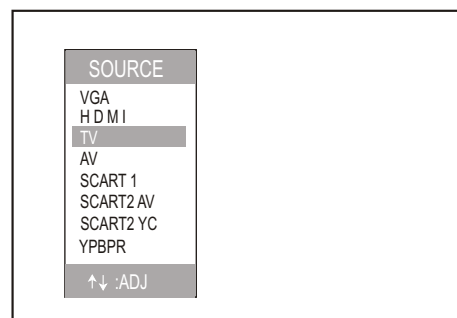 SOURCE
VGA
H D M I
TV
AV
SCART 1
SCART2 AV
SCART2 YC
YPBPR
↑↓ :ADJ